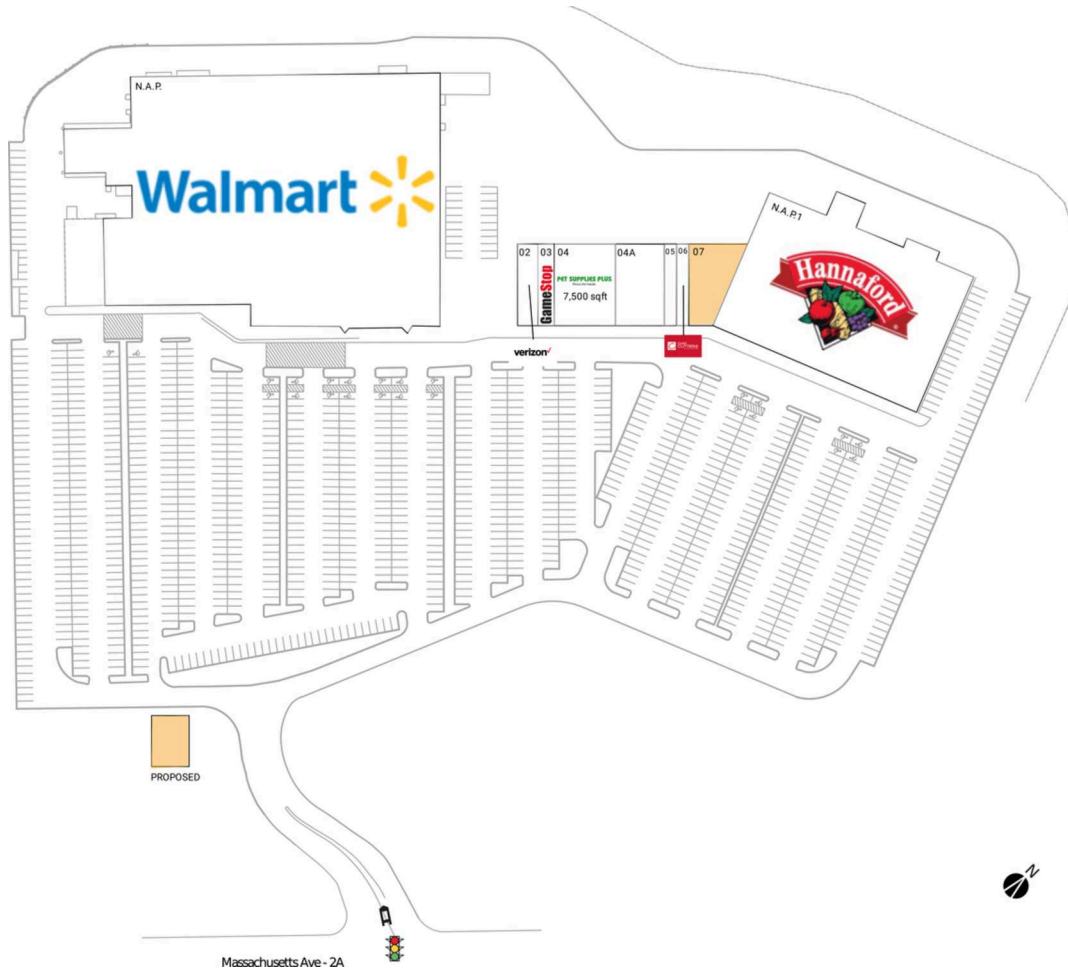 N.A.P.
Walmart
N.A.P.1
Hannaford
02
03
04
04A
05
06
07
GameStop
PET SUPPLIES PLUS
7,500 sqft
verizon
PROPOSED
N
Massachusetts Ave - 2A